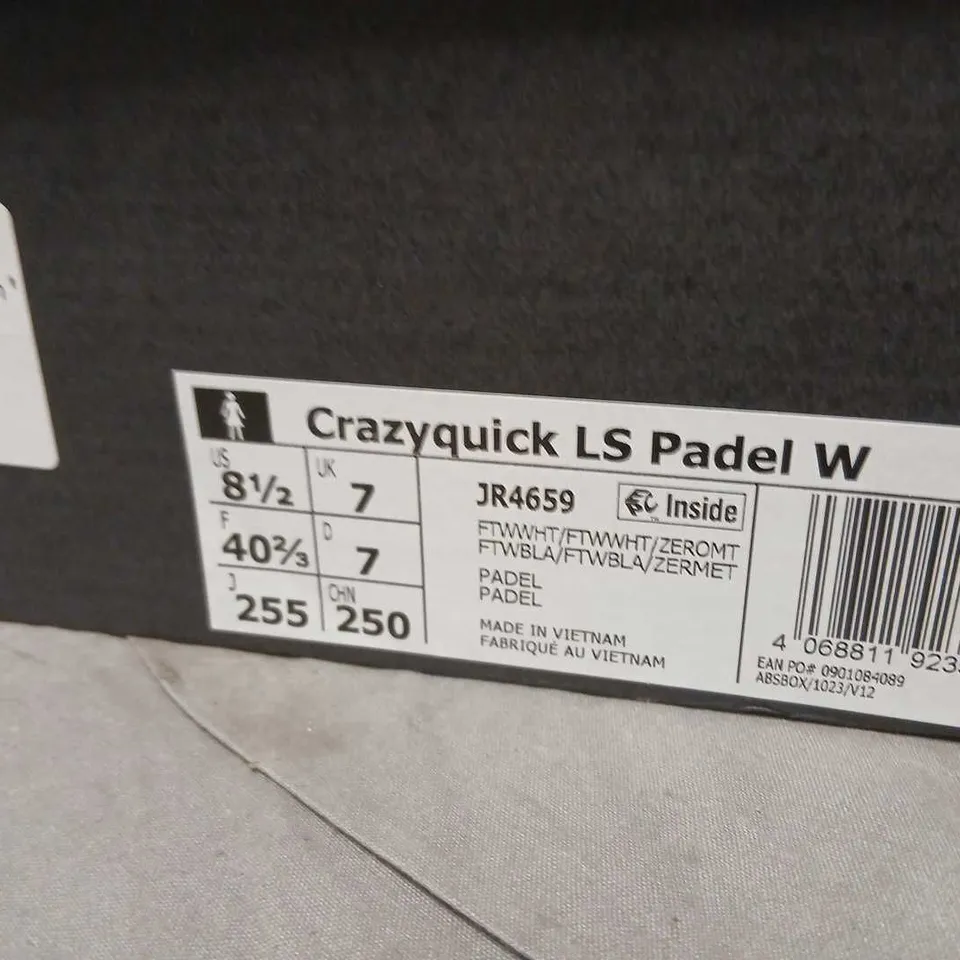 Crazyquick LS Padel W
US 8½ UK 7
F 40⅔ D 7
J 255 CHN 250
JR4659 Inside
FTWWHT/FTWWHT/ZEROMT
FTWBLA/FTWBLA/ZERMET
PADEL
PADEL
MADE IN VIETNAM
FABRIQUÉ AU VIETNAM
4 068811 923
EAN PO# 0901084089
ABSBOX/1023/V12